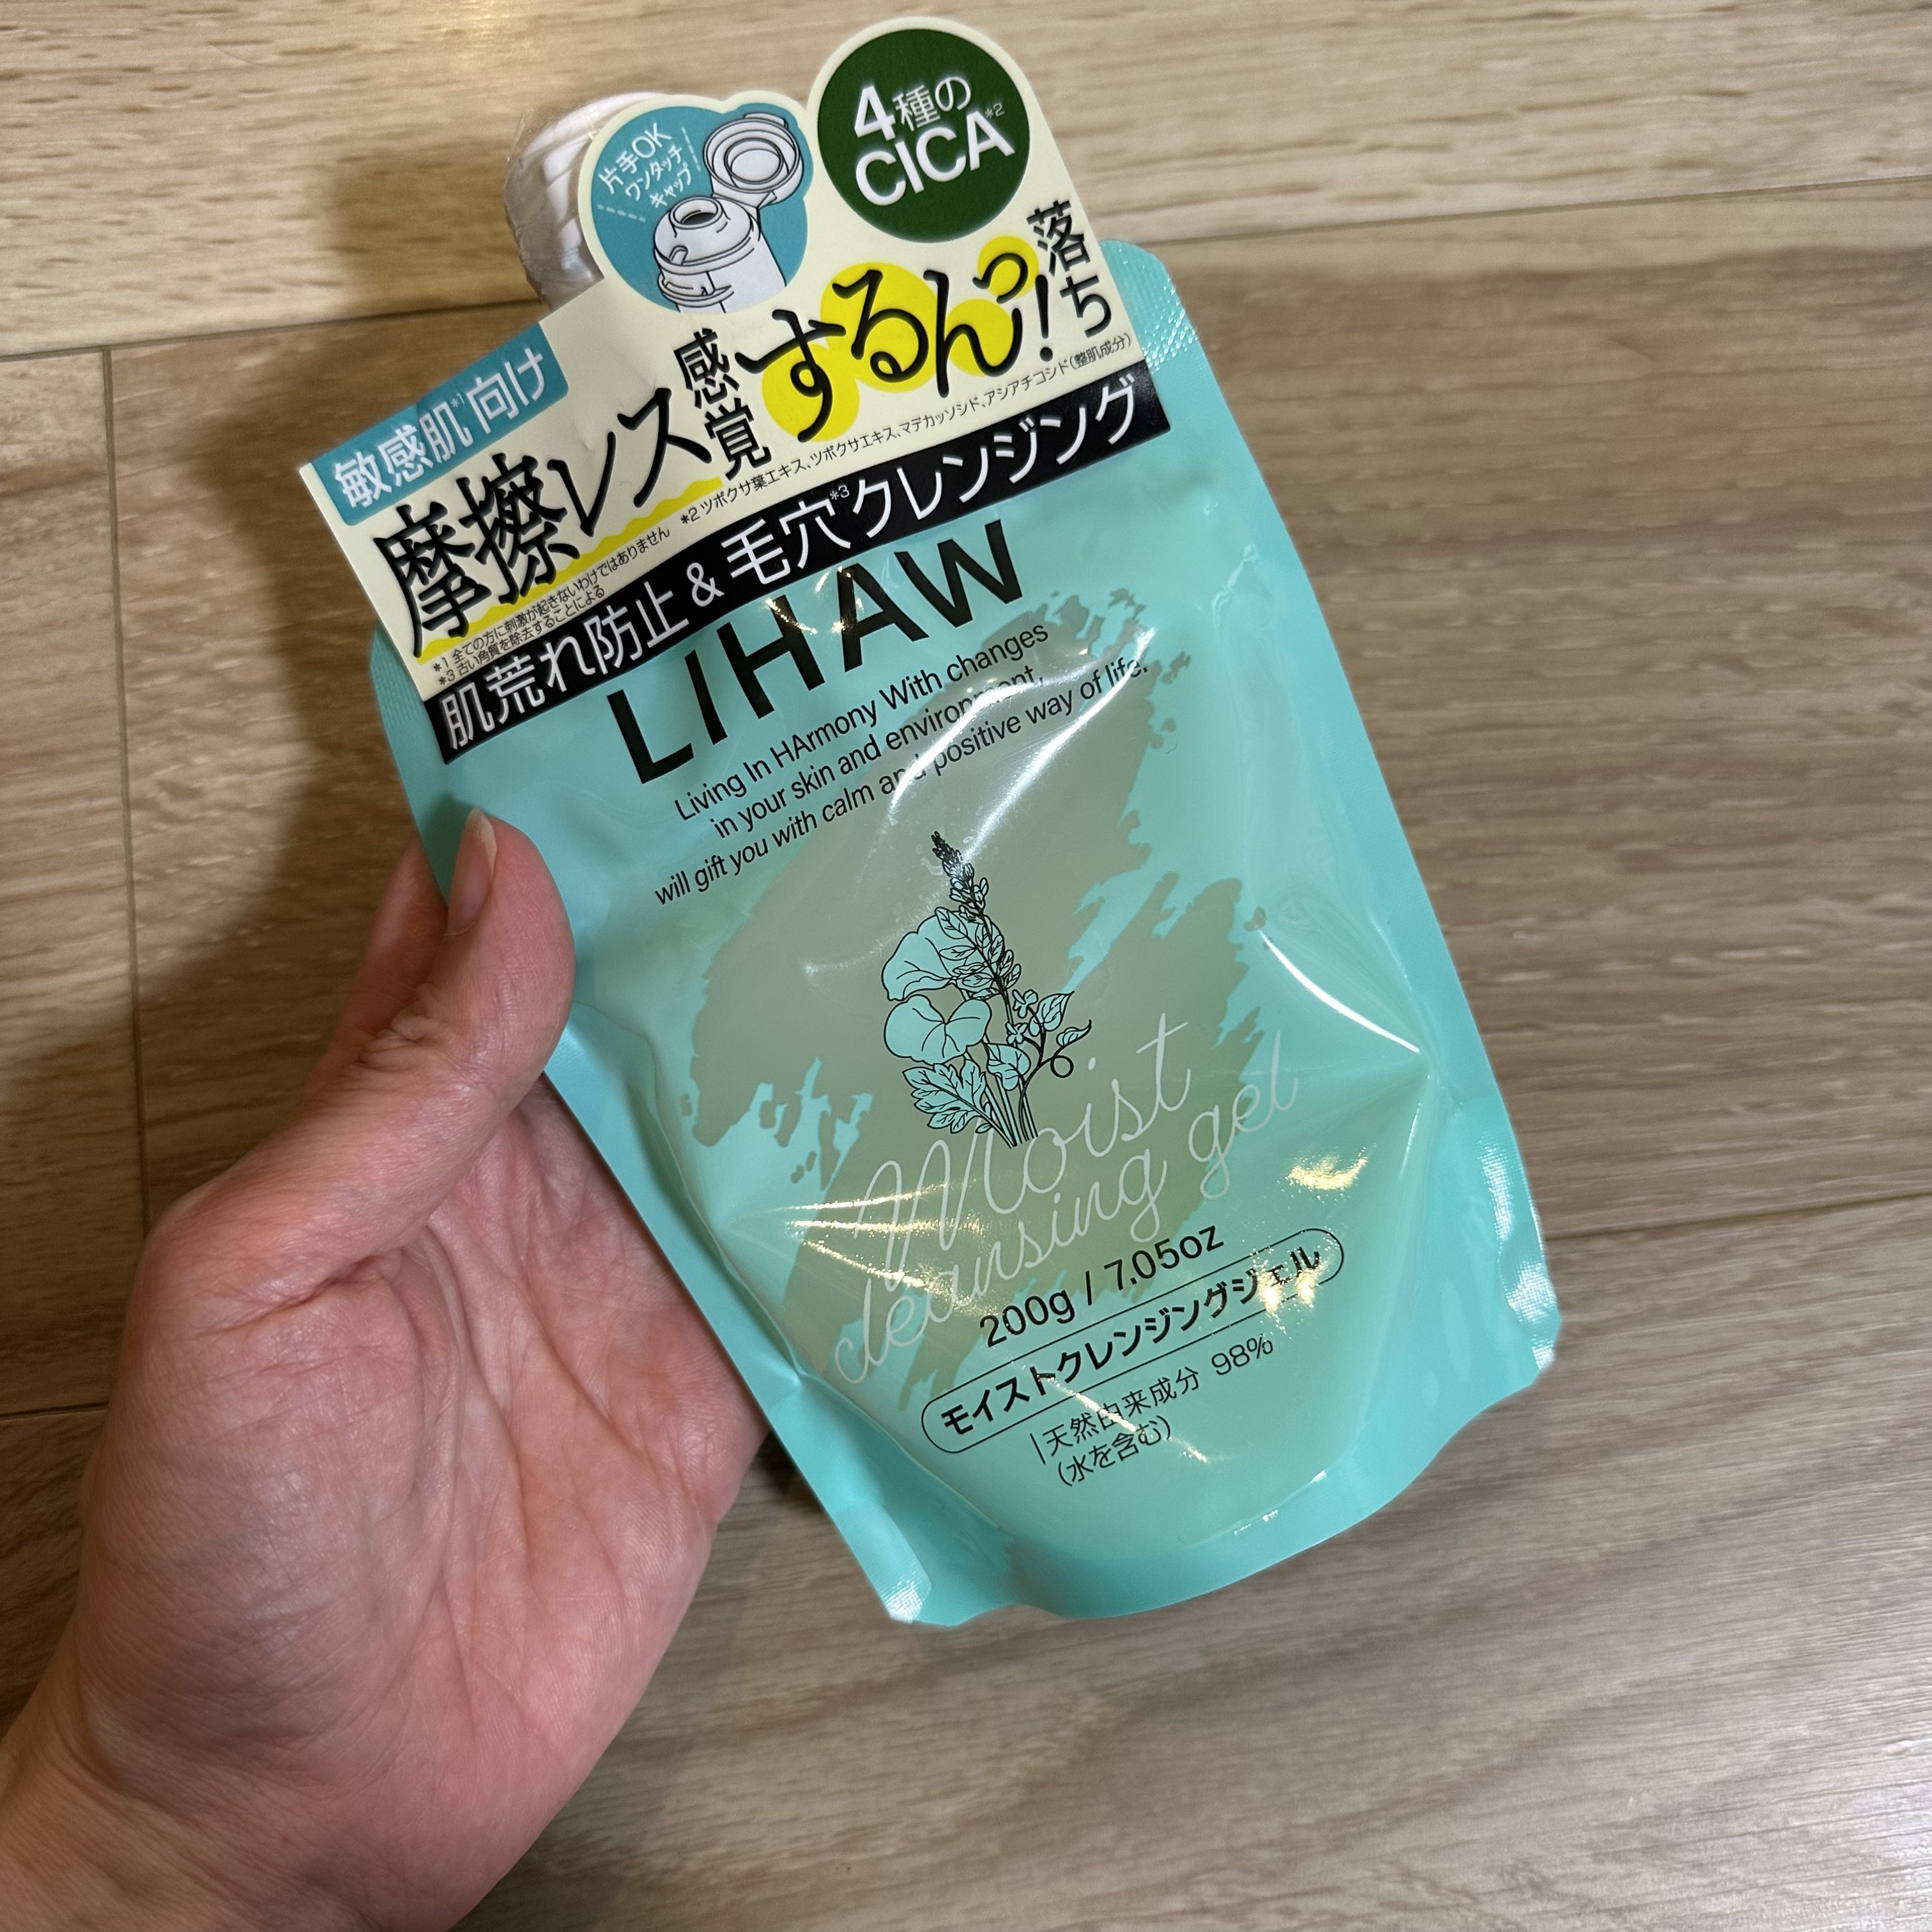 4種の
CICA*2
片手OK
ワンタッチ
キャップ
敏感肌*1向け
摩擦レス感覚するんっ!落ち
*1 全ての方に刺激が起きないわけではありません *2 ツボクサ葉エキス、ツボクサエキス、マデカッソシド、アシアチコシド(整肌成分)
*3 古い角質を除去することによる
肌荒れ防止&毛穴*3クレンジング
LIHAW
Living In HArmony With changes
in your skin and environment,
will gift you with calm and positive way of life.
Moist
cleansing gel
200g / 7.05oz
モイストクレンジングジェル
天然由来成分 98%
(水を含む)